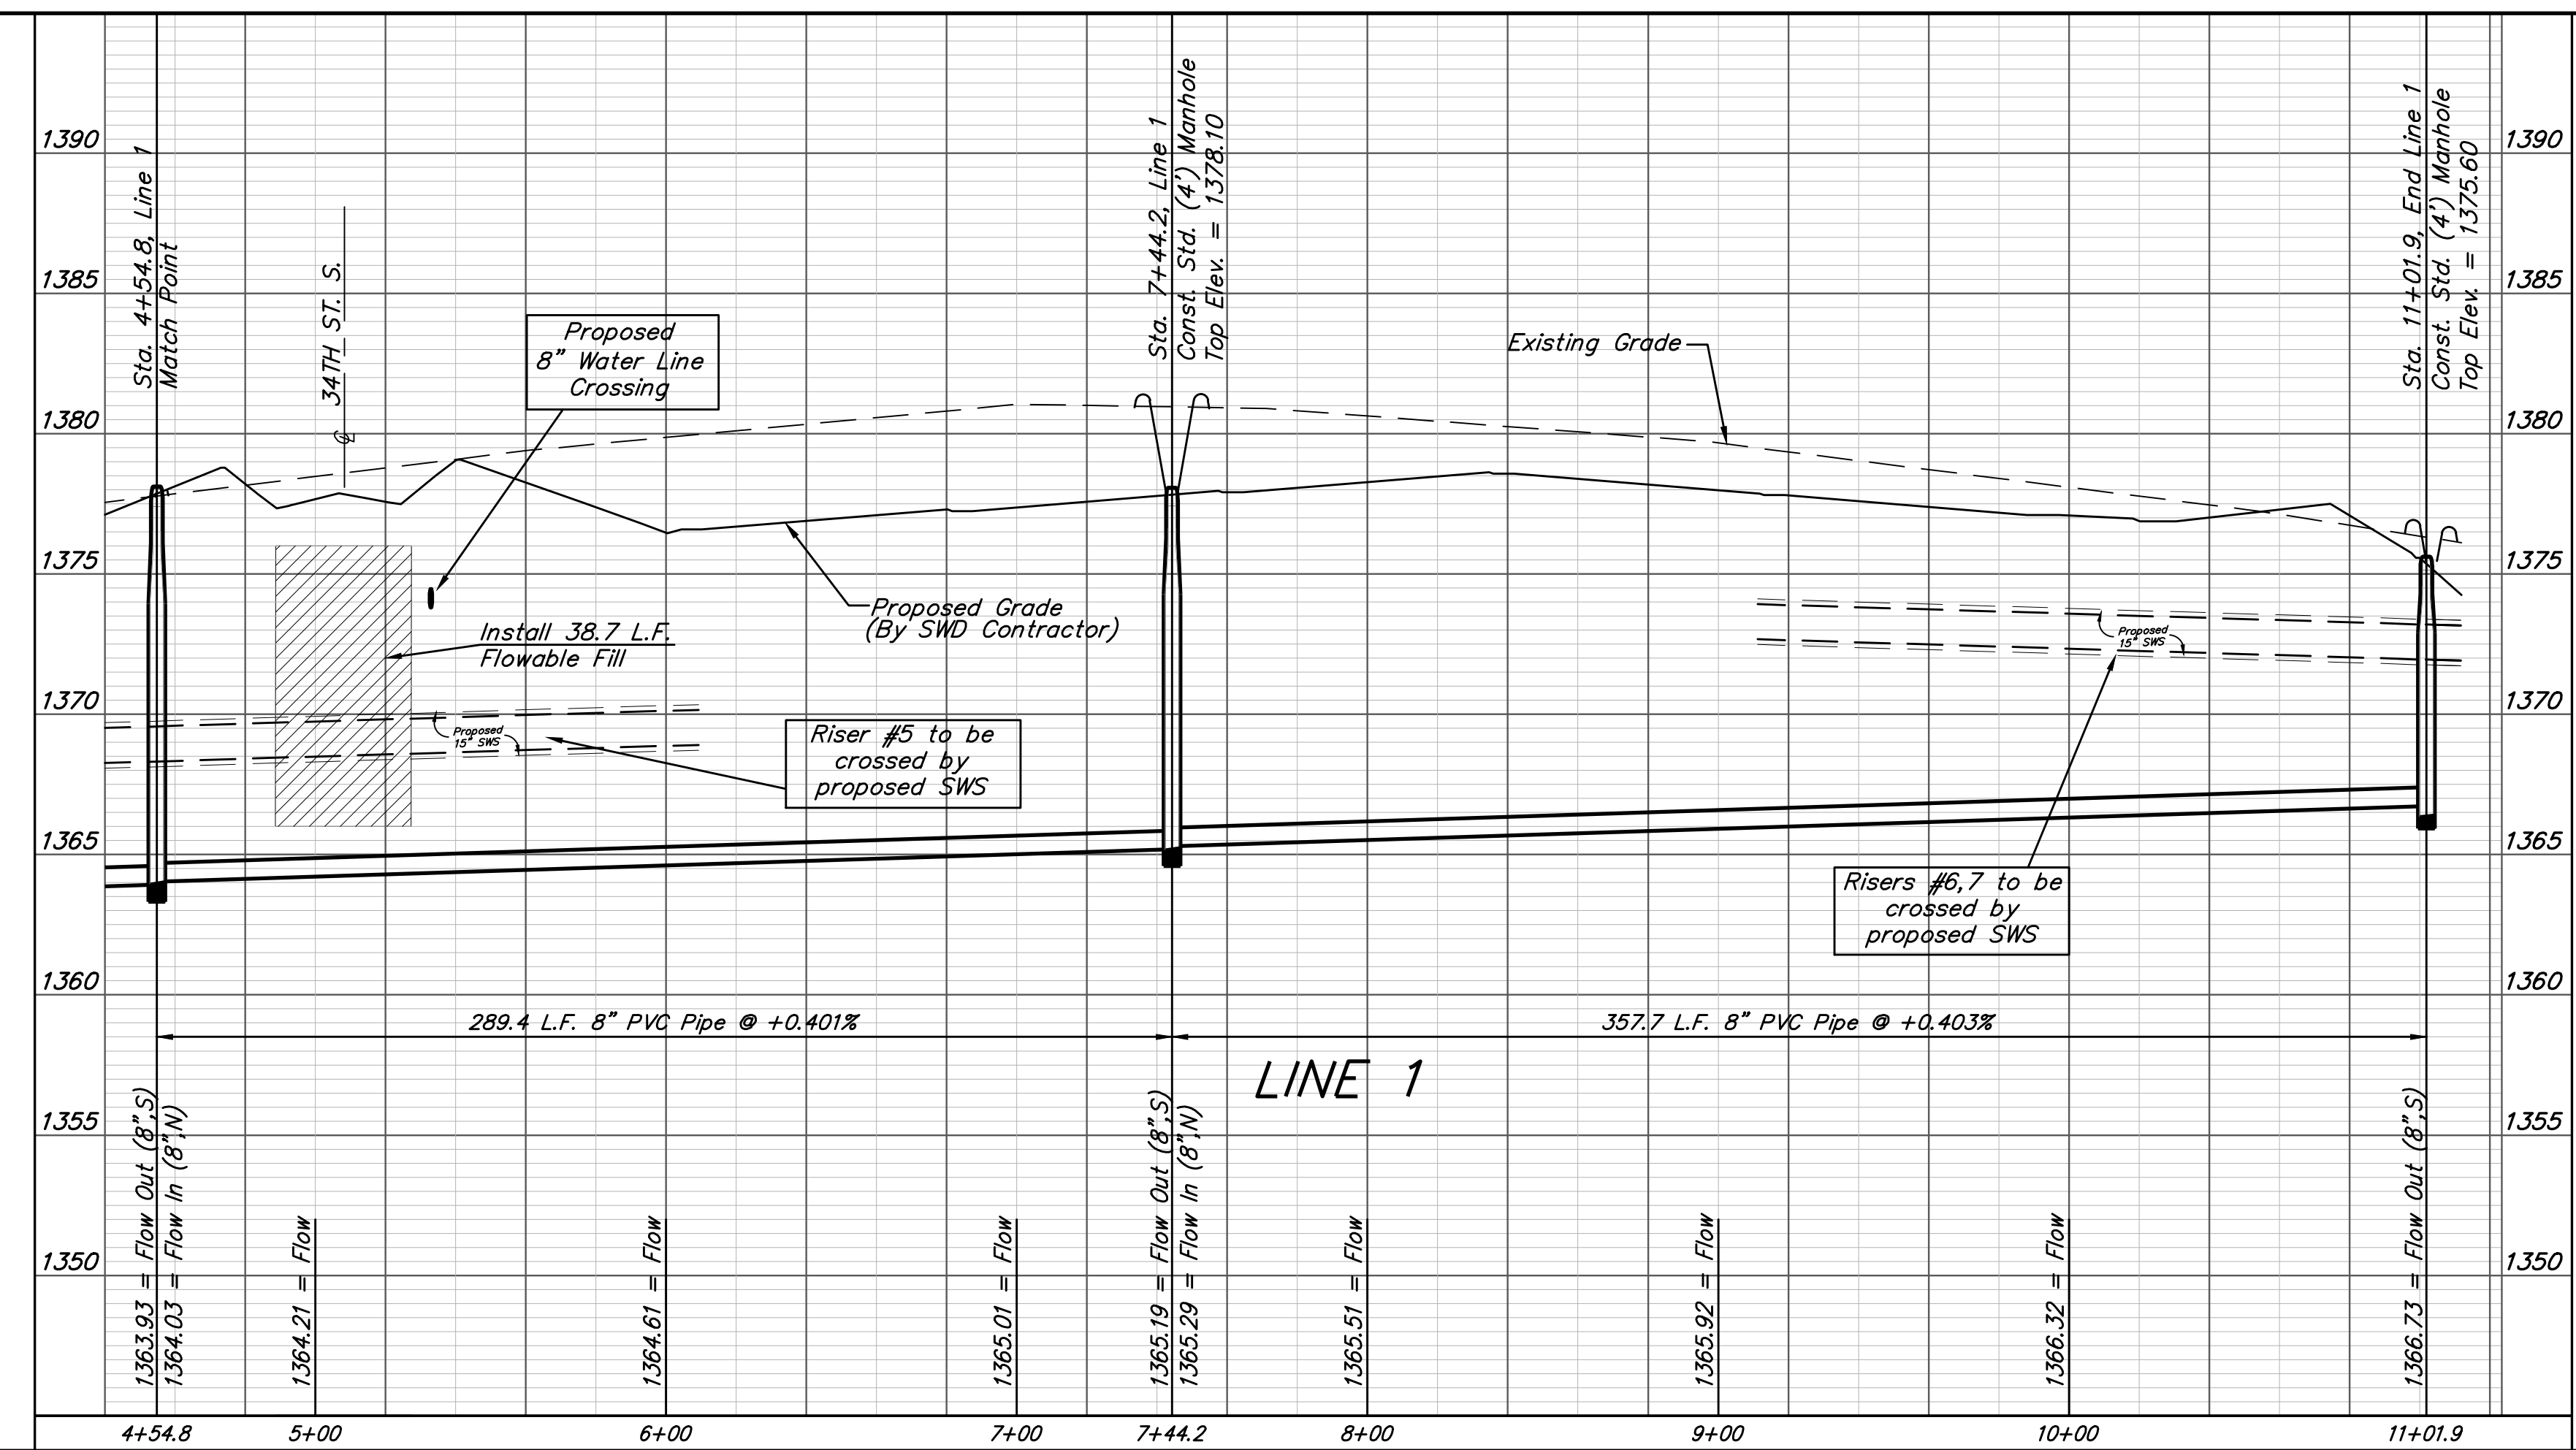 Sta. 4+54.8, Line 1
Match Point
34TH ST. S.
Proposed
8” Water Line
Crossing
Sta. 7+44.2, Line 1
Const. Std. (4') Manhole
Top Elev. = 1378.10
Existing Grade
Sta. 11+01.9, End Line 1
Const. Std. (4') Manhole
Top Elev. = 1375.60
1390
1385
1380
1375
1370
1365
1360
1355
1350
1390
1385
1380
1375
1370
1365
1360
1355
1350
Install 38.7 L.F.
Flowable Fill
Proposed Grade
(By SWD Contractor)
Proposed
15" SWS
Riser #5 to be
crossed by
proposed SWS
Proposed
15" SWS
Risers #6,7 to be
crossed by
proposed SWS
289.4 L.F. 8” PVC Pipe @ +0.401%
357.7 L.F. 8” PVC Pipe @ +0.403%
LINE 1
1363.93 = Flow Out (8",S)
1364.03 = Flow In (8",N)
1364.21 = Flow
1364.61 = Flow
1365.01 = Flow
1365.19 = Flow Out (8",S)
1365.29 = Flow In (8",N)
1365.51 = Flow
1365.92 = Flow
1366.32 = Flow
1366.73 = Flow Out (8",S)
4+54.8
5+00
6+00
7+00
7+44.2
8+00
9+00
10+00
11+01.9